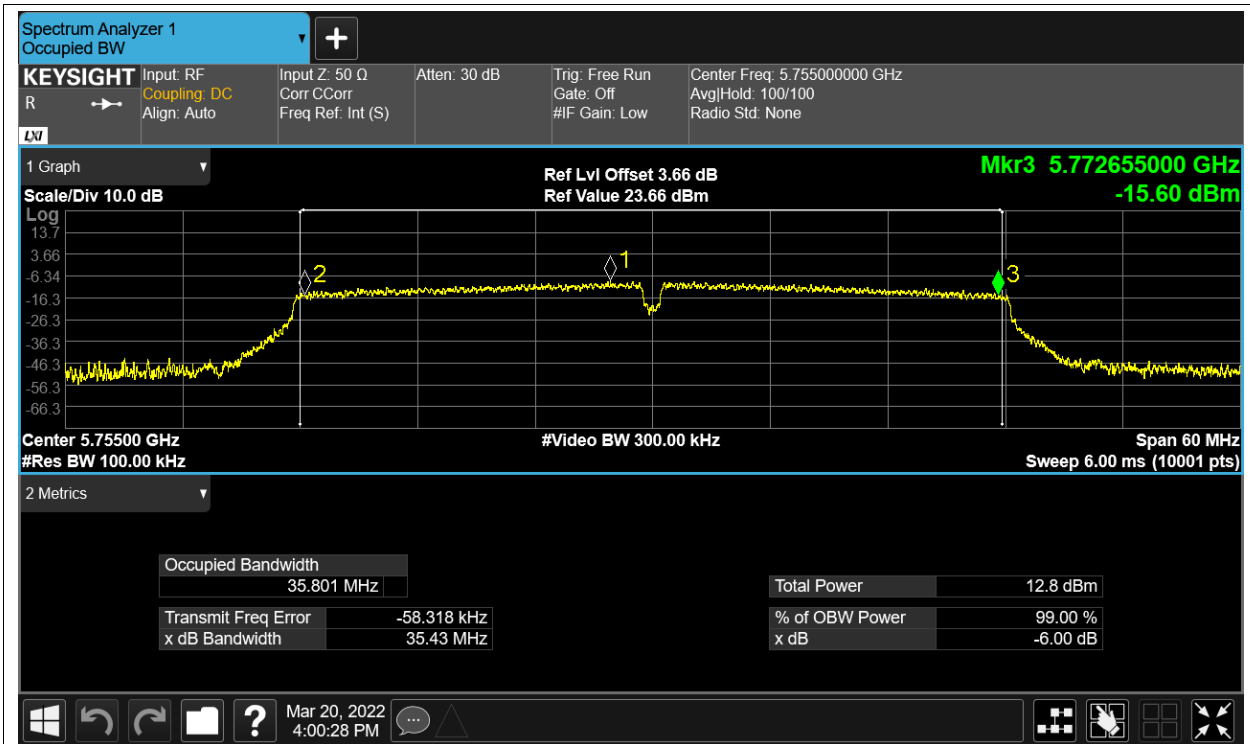 Spectrum Analyzer 1
Occupied BW
+
KEYSIGHT
R
LXI
Input: RF
Coupling: DC
Align: Auto
Input Z: 50 Ω
Corr CCorr
Freq Ref: Int (S)
Atten: 30 dB
Trig: Free Run
Gate: Off
#IF Gain: Low
Center Freq: 5.755000000 GHz
Avg|Hold: 100/100
Radio Std: None
1 Graph
Scale/Div 10.0 dB
Ref Lvl Offset 3.66 dB
Ref Value 23.66 dBm
Mkr3 5.772655000 GHz
-15.60 dBm
Log
13.7
3.66
-6.34
-16.3
-26.3
-36.3
-46.3
-56.3
-66.3
2
1
3
Center 5.75500 GHz
#Video BW 300.00 kHz
Span 60 MHz
#Res BW 100.00 kHz
Sweep 6.00 ms (10001 pts)
2 Metrics
Occupied Bandwidth
35.801 MHz
Transmit Freq Error -58.318 kHz
x dB Bandwidth 35.43 MHz
Total Power 12.8 dBm
% of OBW Power 99.00 %
x dB -6.00 dB
?
Mar 20, 2022
4:00:28 PM